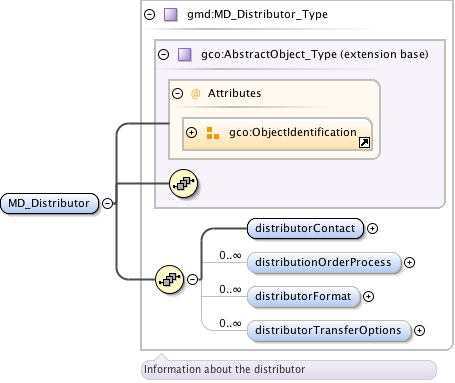 gmd:MD_Distributor_Type
gco:AbstractObject_Type (extension base)
@ Attributes
gco:ObjectIdentification
MD_Distributor
distributorContact
0..∞
distributionOrderProcess
0..∞
distributorFormat
0..∞
distributorTransferOptions
Information about the distributor